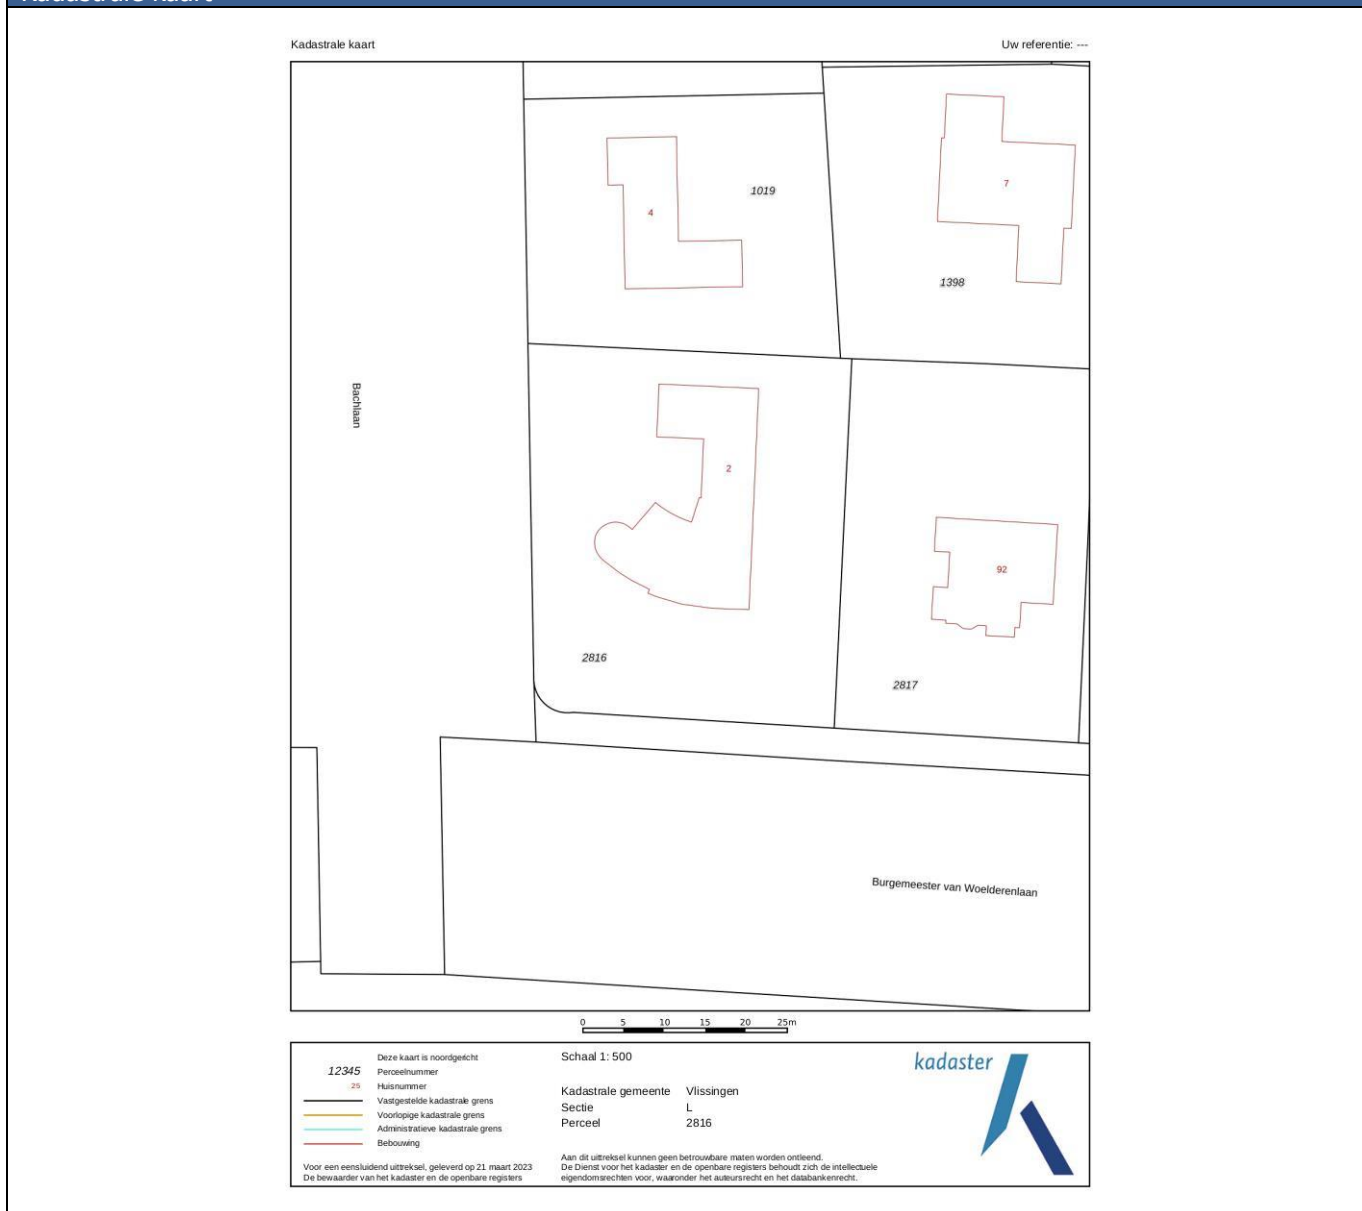 Kadastrale kaart
Kadastrale kaart
Uw referentie: ---
1019
4
7
1398
Bachlaan
2
92
2816
2817
Burgemeester van Woelderenlaan
0 5 10 15 20 25m
Deze kaart is noordgericht
12345 Perceelnummer
25 Huisnummer
Vastgestelde kadastrale grens
Voorlopige kadastrale grens
Administratieve kadastrale grens
Bebouwing
Voor een eensluidend uittreksel, geleverd op 21 maart 2023
De bewaarder van het kadaster en de openbare registers
Schaal 1: 500
Kadastrale gemeente Vlissingen
Sectie L
Perceel 2816
Aan dit uittreksel kunnen geen betrouwbare maten worden ontleend.
De Dienst voor het kadaster en de openbare registers behoudt zich de intellectuele
eigendomsrechten voor, waaronder het auteursrecht en het databankenrecht.
kadaster